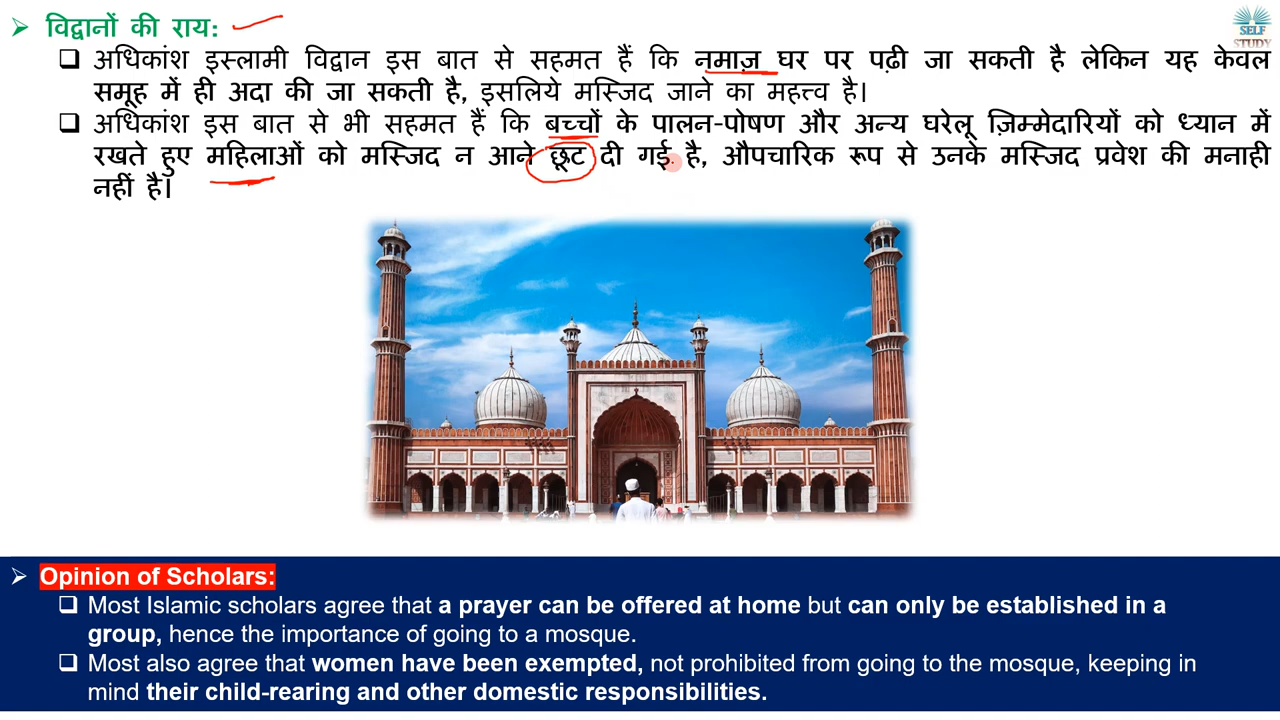 ➢ विद्वानों की राय:
❑ अधिकांश इस्लामी विद्वान इस बात से सहमत हैं कि नमाज़ घर पर पढ़ी जा सकती है लेकिन यह केवल
समूह में ही अदा की जा सकती है, इसलिये मस्जिद जाने का महत्त्व है।
❑ अधिकांश इस बात से भी सहमत हैं कि बच्चों के पालन-पोषण और अन्य घरेलू ज़िम्मेदारियों को ध्यान में
रखते हुए महिलाओं को मस्जिद न आने छूट दी गई है, औपचारिक रूप से उनके मस्जिद प्रवेश की मनाही
नहीं है।
SELF
STUDY
➢ Opinion of Scholars:
❑ Most Islamic scholars agree that a prayer can be offered at home but can only be established in a
group, hence the importance of going to a mosque.
❑ Most also agree that women have been exempted, not prohibited from going to the mosque, keeping in
mind their child-rearing and other domestic responsibilities.